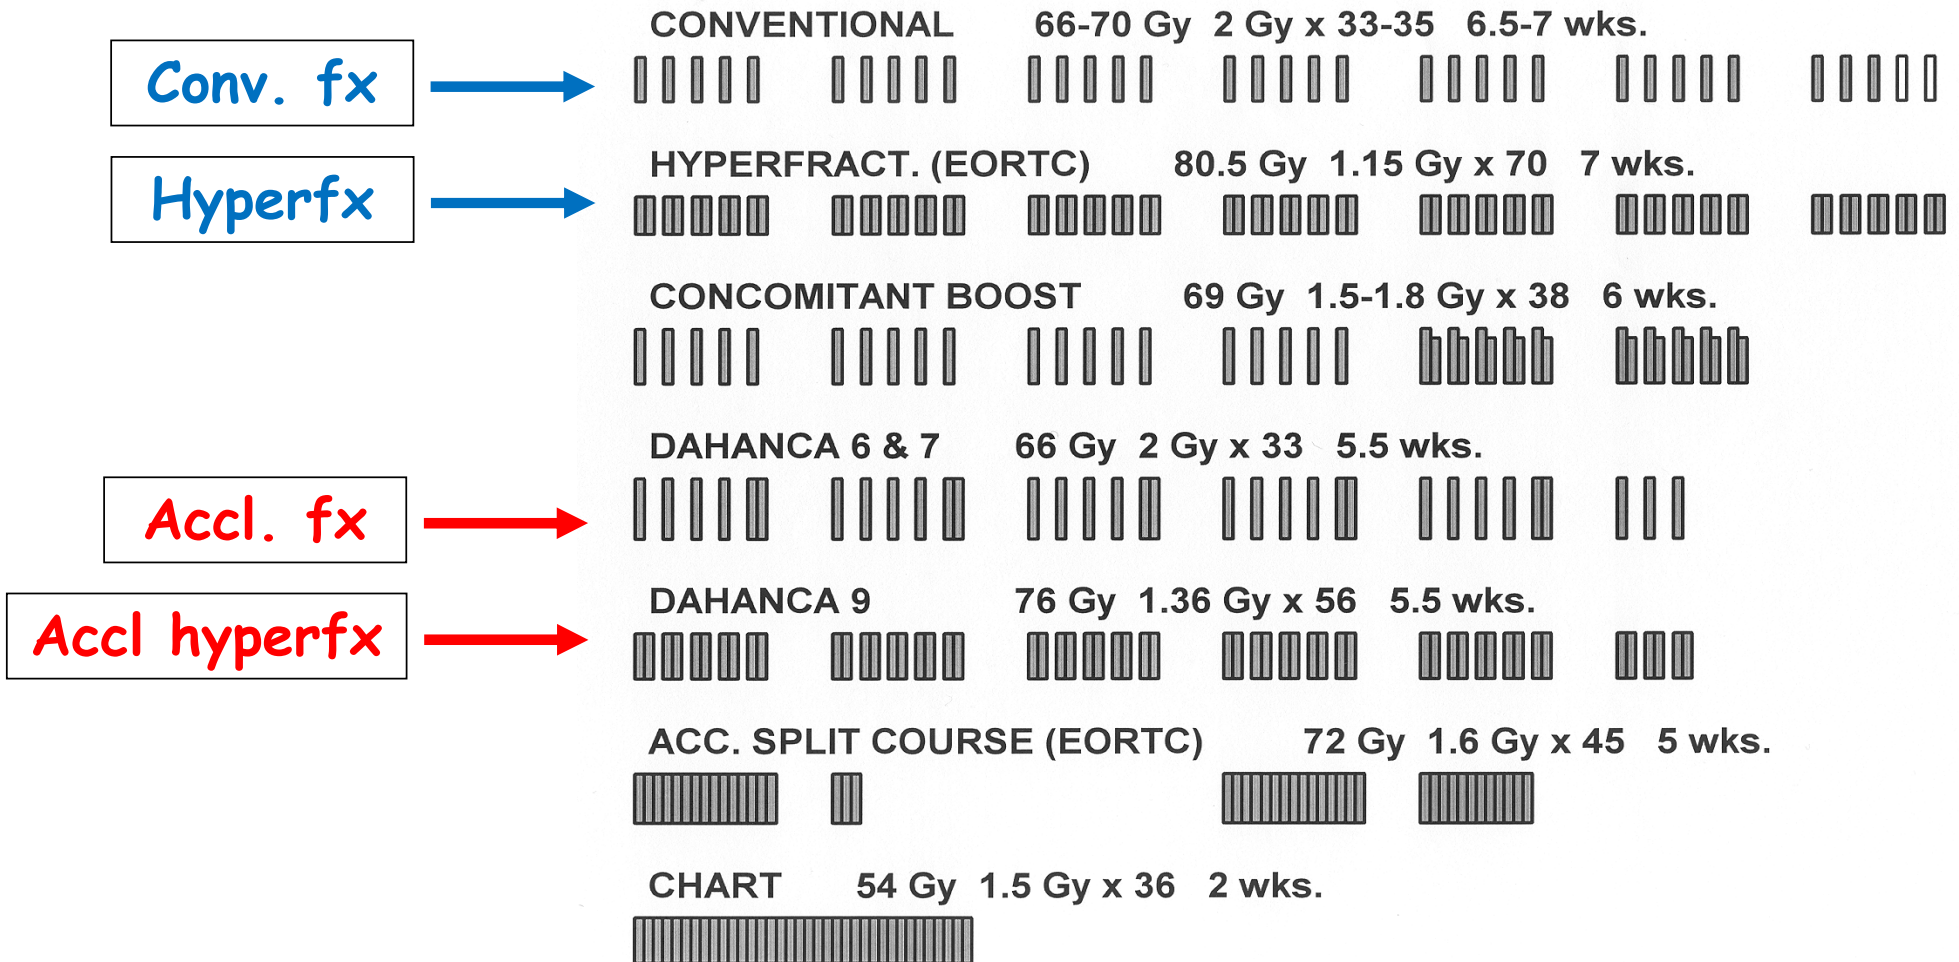 CONVENTIONAL 66-70 Gy 2 Gy x 33-35 6.5-7 wks.
Conv. fx
HYPERFRACT. (EORTC) 80.5 Gy 1.15 Gy x 70 7 wks.
Hyperfx
CONCOMITANT BOOST 69 Gy 1.5-1.8 Gy x 38 6 wks.
DAHANCA 6 & 7 66 Gy 2 Gy x 33 5.5 wks.
Accl. fx
DAHANCA 9 76 Gy 1.36 Gy x 56 5.5 wks.
Accl hyperfx
ACC. SPLIT COURSE (EORTC) 72 Gy 1.6 Gy x 45 5 wks.
CHART 54 Gy 1.5 Gy x 36 2 wks.